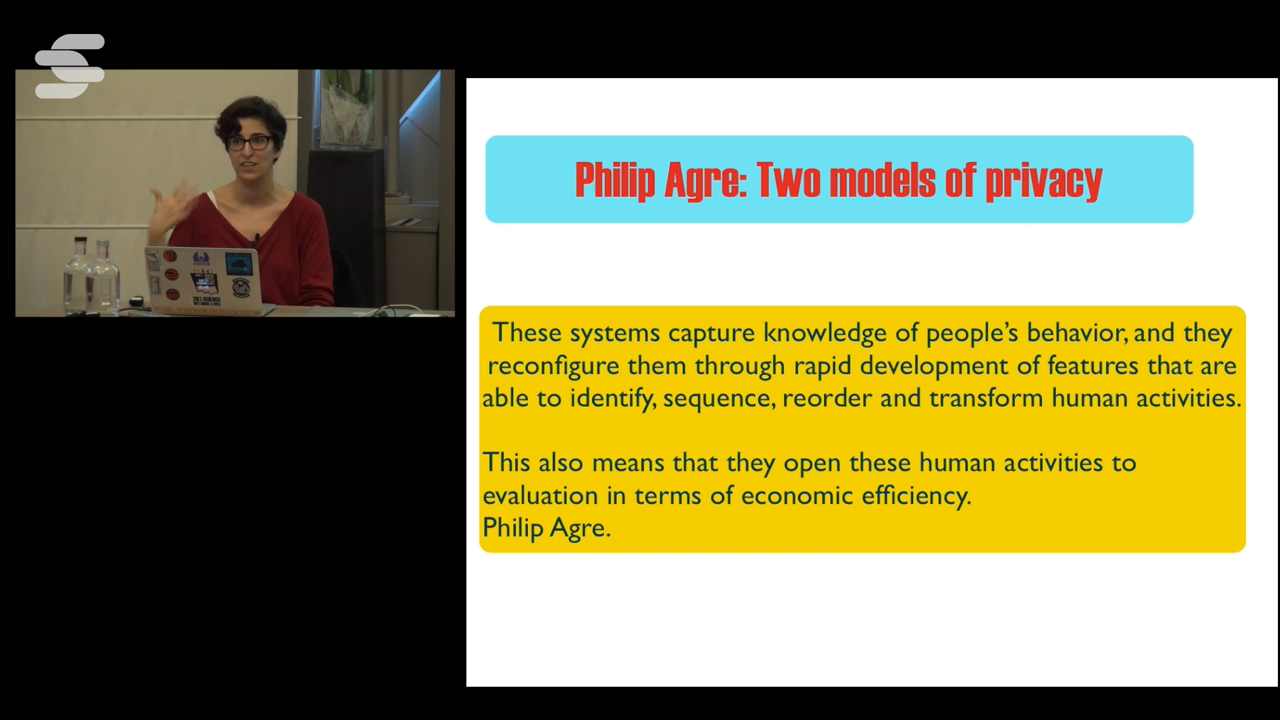 Philip Agre: Two models of privacy
These systems capture knowledge of people's behavior, and they
reconfigure them through rapid development of features that are
able to identify, sequence, reorder and transform human activities.
This also means that they open these human activities to
evaluation in terms of economic efficiency.
Philip Agre.